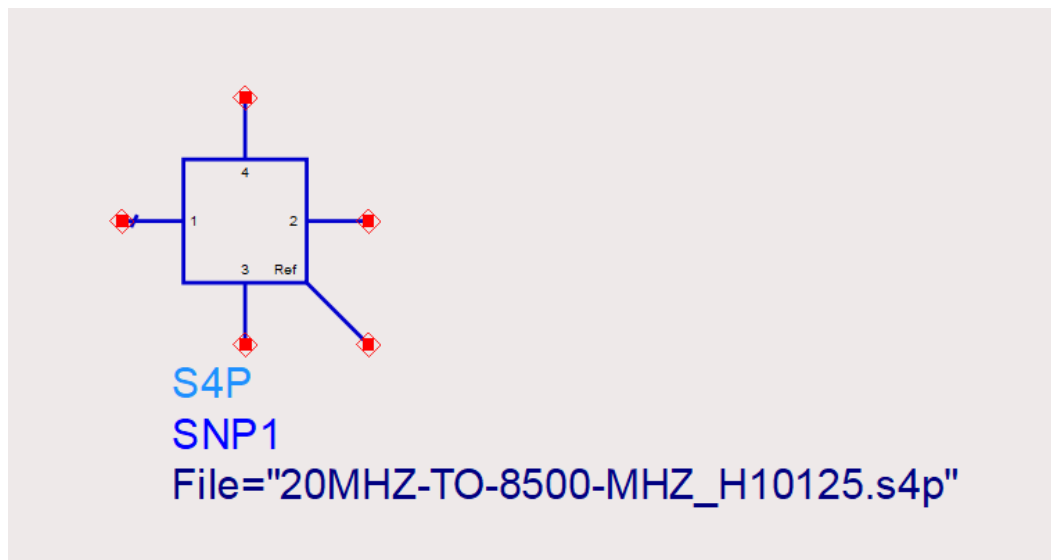 4
1 2
3 Ref
S4P
SNP1
File="20MHZ-TO-8500-MHZ_H10125.s4p"